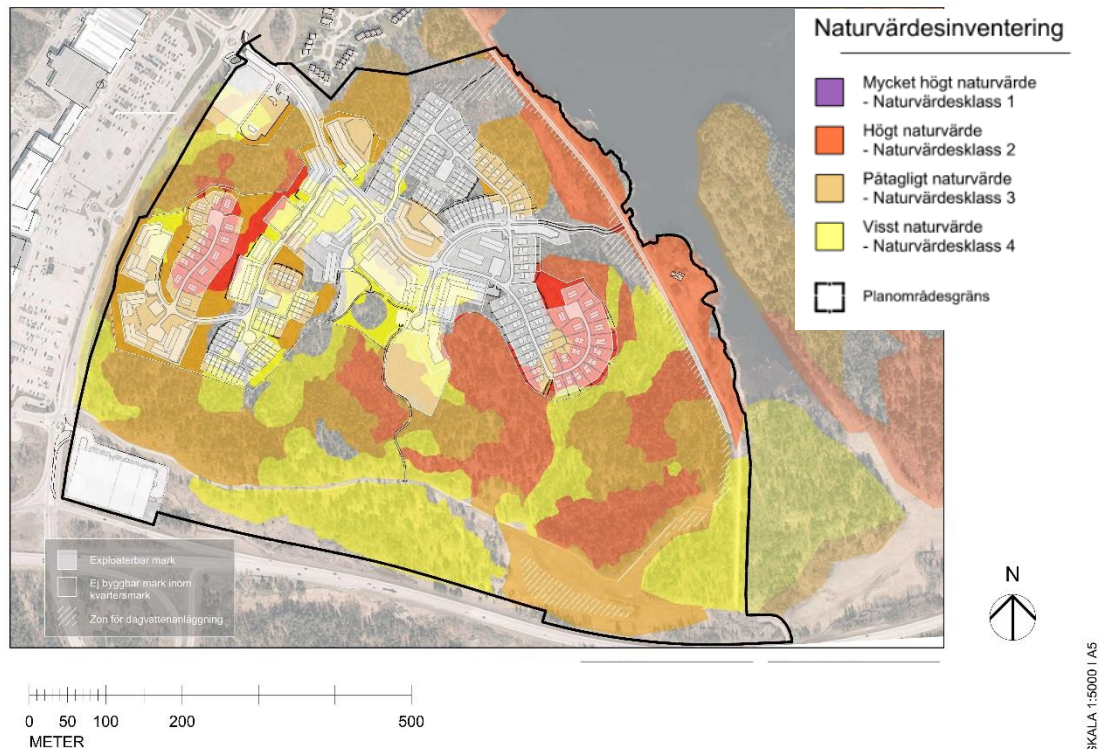 Naturvärdesinventering
Mycket högt naturvärde
- Naturvärdesklass 1
Högt naturvärde
- Naturvärdesklass 2
Påtagligt naturvärde
- Naturvärdesklass 3
Visst naturvärde
- Naturvärdesklass 4
Planområdesgräns
Exploaterbar mark
Ej byggbar mark inom
kvartersmark
Zon för dagvattenanläggning
N
0 50 100 200 500
METER
SKALA 1:5000 I A5